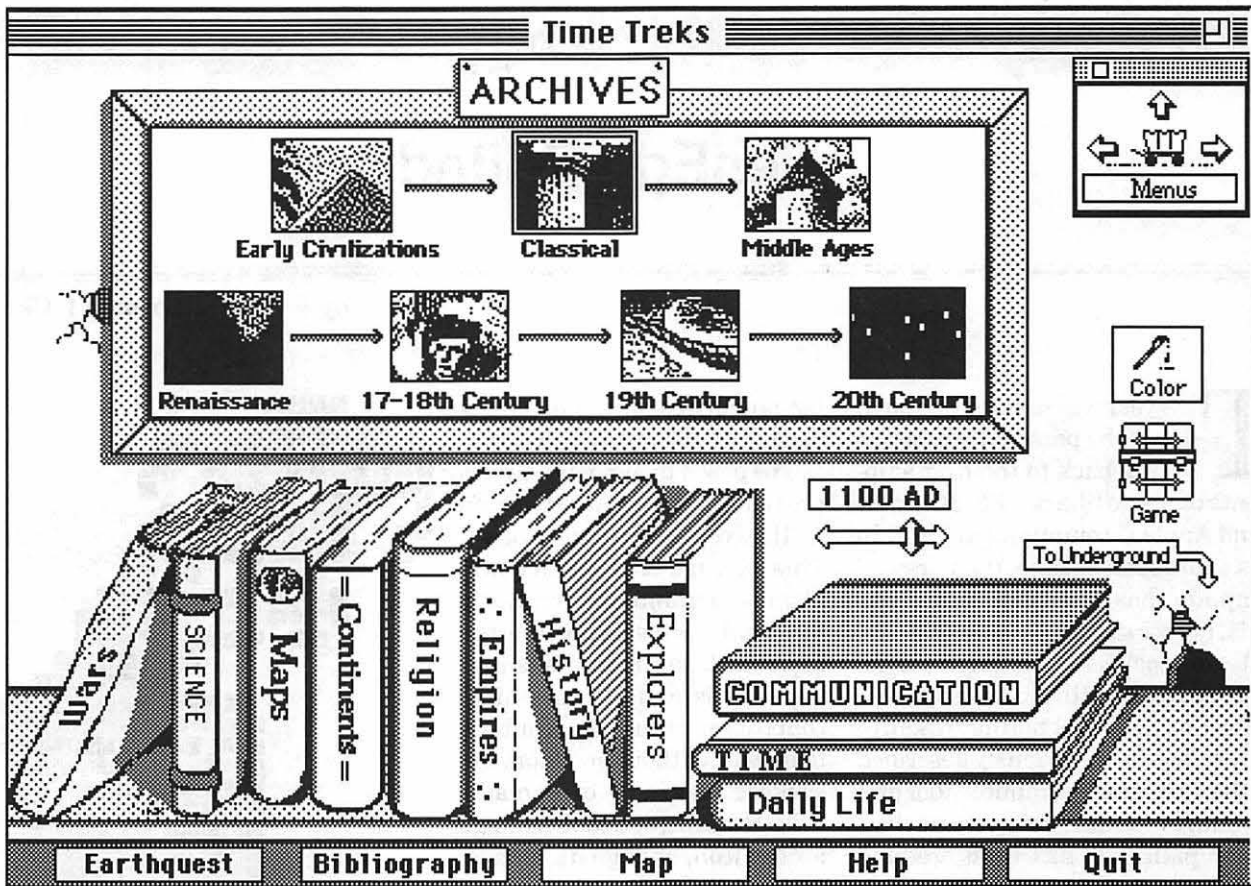 Time Treks
ARCHIVES
Menus
Early Civilizations
Classical
Middle Ages
Renaissance
17-18th Century
19th Century
20th Century
Color
Game
1100 AD
To Underground
Wars
SCIENCE
Maps
=Continents=
Religion
Empires
History
Explorers
COMMUNICATION
TIME
Daily Life
Earthquest
Bibliography
Map
Help
Quit